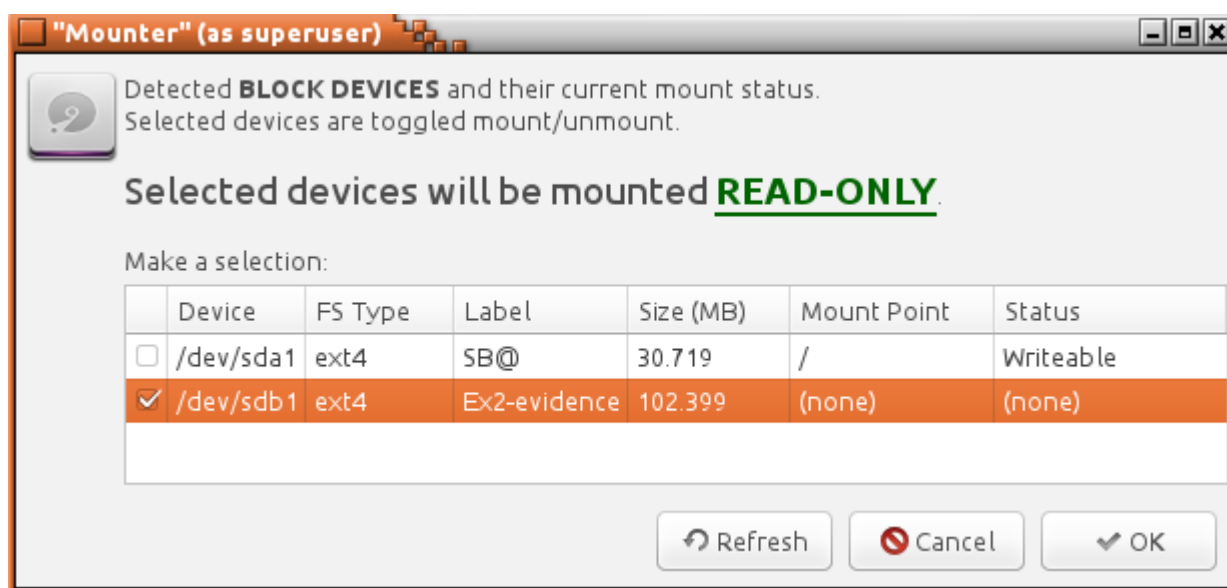 "Mounter" (as superuser)
Detected BLOCK DEVICES and their current mount status.
Selected devices are toggled mount/unmount.
Selected devices will be mounted READ-ONLY.
Make a selection:
Device FS Type Label Size (MB) Mount Point Status
/dev/sda1 ext4 SB@ 30.719 / Writeable
/dev/sdb1 ext4 Ex2-evidence 102.399 (none) (none)
Refresh Cancel OK